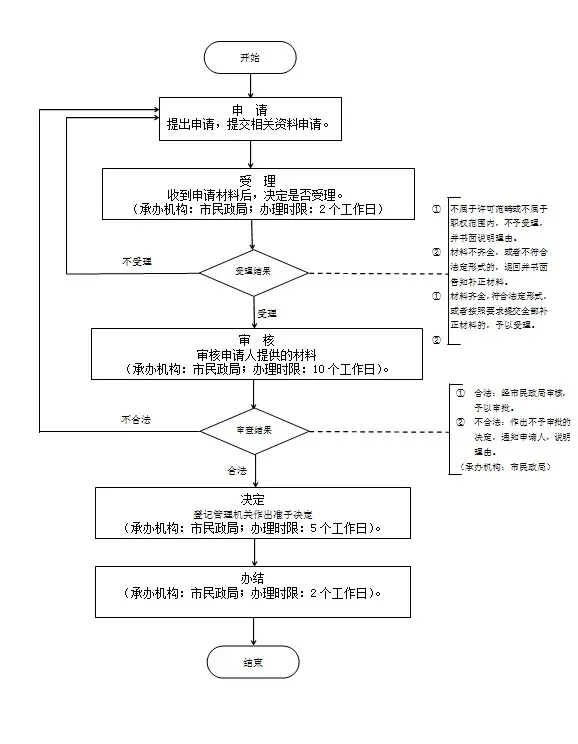 开始
申 请
提出申请，提交相关资料申请。
受 理
收到申请材料后，决定是否受理。
(承办机构：市民政局；办理时限：2个工作日)
不受理
受理结果
① 不属于许可范畴或不属于
职权范围内，不予受理，
并书面说明理由。
② 材料不齐全，或者不符合
法定形式的，退回并书面
告知补正材料。
① 材料齐全，符合法定形式，
或者按照要求提交全部补
正材料的，予以受理。
②
受理
审 核
审核申请人提供的材料
(承办机构：市民政局；办理时限：10个工作日)。
不合法
审查结果
① 合法：经市民政局审核，
予以审批。
② 不合法：作出不予审批的
决定，通知申请人，说明
理由。
（承办机构：市民政局）
合法
决定
登记管理机关作出准予决定
(承办机构：市民政局；办理时限：5个工作日)。
办结
(承办机构：市民政局；办理时限：2个工作日)。
结束